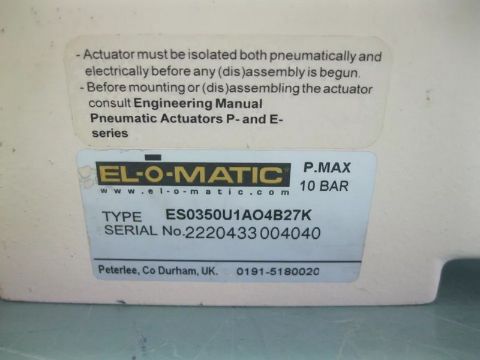 - Actuator must be isolated both pneumatically and
electrically before any (dis)assembly is begun.
- Before mounting or (dis)assembling the actuator
consult Engineering Manual
Pneumatic Actuators P- and E-
series
EL-O-MATIC P.MAX
www.el-o-matic.com 10 BAR
TYPE ES0350U1AO4B27K
SERIAL No.2220433004040
Peterlee, Co Durham, UK. 0191-5180020